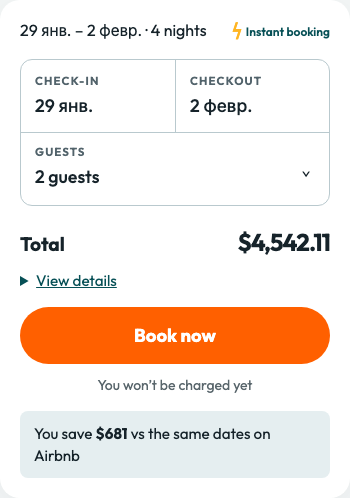 29 янв. – 2 февр. · 4 nights
Instant booking
CHECK-IN
29 янв.
CHECKOUT
2 февр.
GUESTS
2 guests
Total
$4,542.11
View details
Book now
You won’t be charged yet
You save $681 vs the same dates on
Airbnb